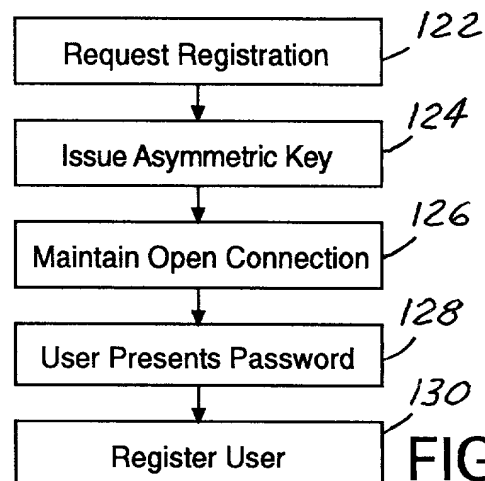 122
Request Registration
124
Issue Asymmetric Key
126
Maintain Open Connection
128
User Presents Password
130
Register User
FIG